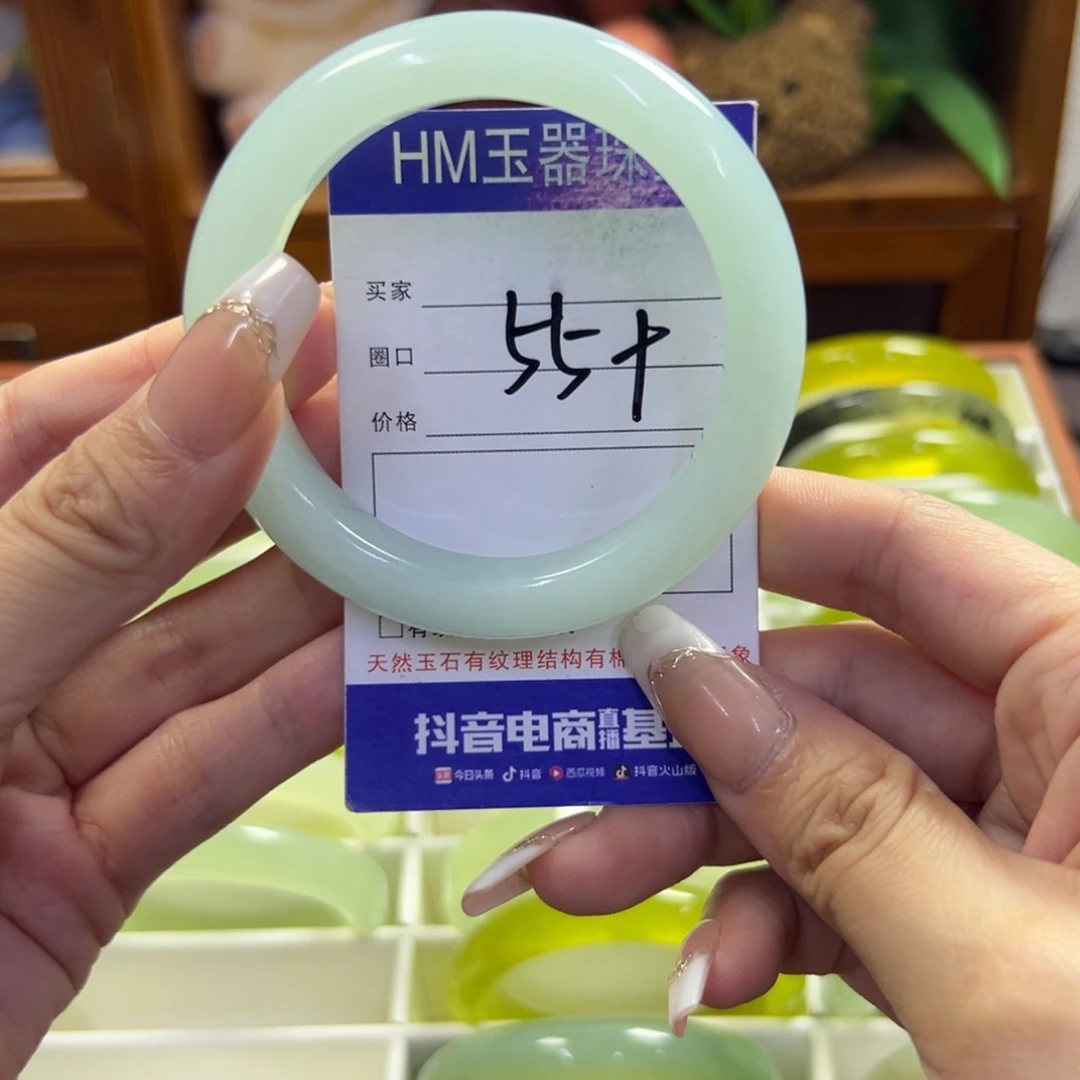 HM玉器珠
买家
圈口
55+
价格
天然玉石有纹理结构有棉
抖音电商直播基
今日头条 抖音 西瓜视频 抖音火山版